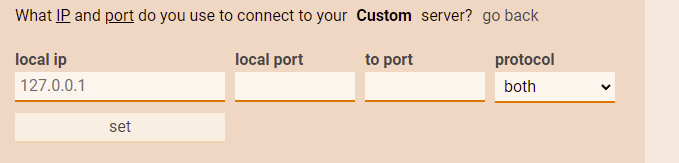 What IP and port do you use to connect to your Custom server? go back
local ip local port to port protocol
127.0.0.1 both
set